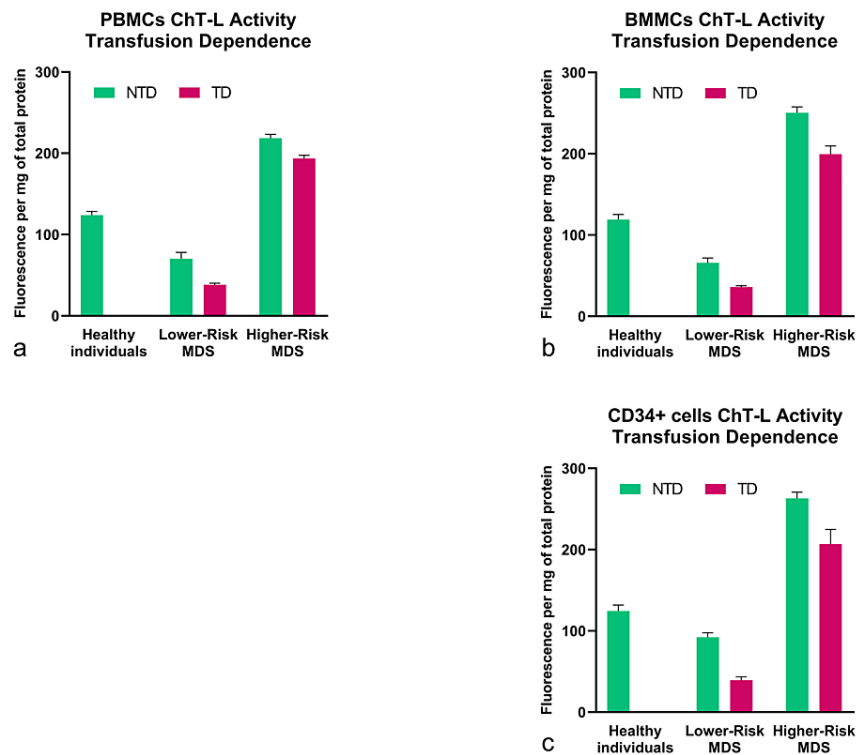 PBMCs ChT-L Activity
Transfusion Dependence
Fluorescence per mg of total protein
300
200
100
0
NTD
TD
Healthy individuals
Lower-Risk MDS
Higher-Risk MDS
a
BMMCs ChT-L Activity
Transfusion Dependence
Fluorescence per mg of total protein
300
200
100
0
NTD
TD
Healthy individuals
Lower-Risk MDS
Higher-Risk MDS
b
CD34+ cells ChT-L Activity
Transfusion Dependence
Fluorescence per mg of total protein
300
200
100
0
NTD
TD
Healthy individuals
Lower-Risk MDS
Higher-Risk MDS
c